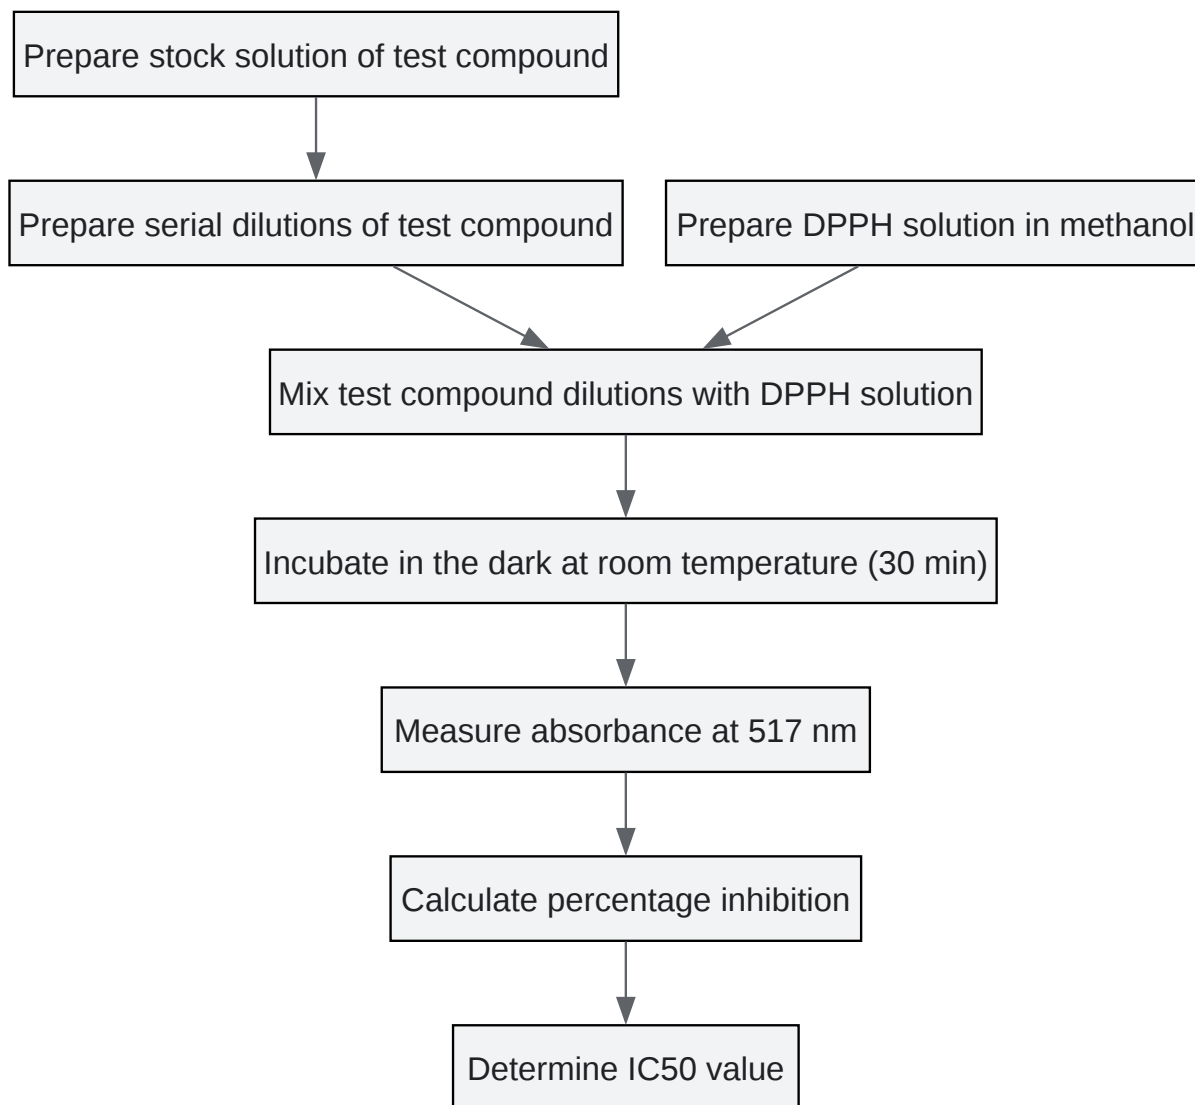 Prepare stock solution of test compound
Prepare serial dilutions of test compound
Prepare DPPH solution in methanol
Mix test compound dilutions with DPPH solution
Incubate in the dark at room temperature (30 min)
Measure absorbance at 517 nm
Calculate percentage inhibition
Determine IC50 value